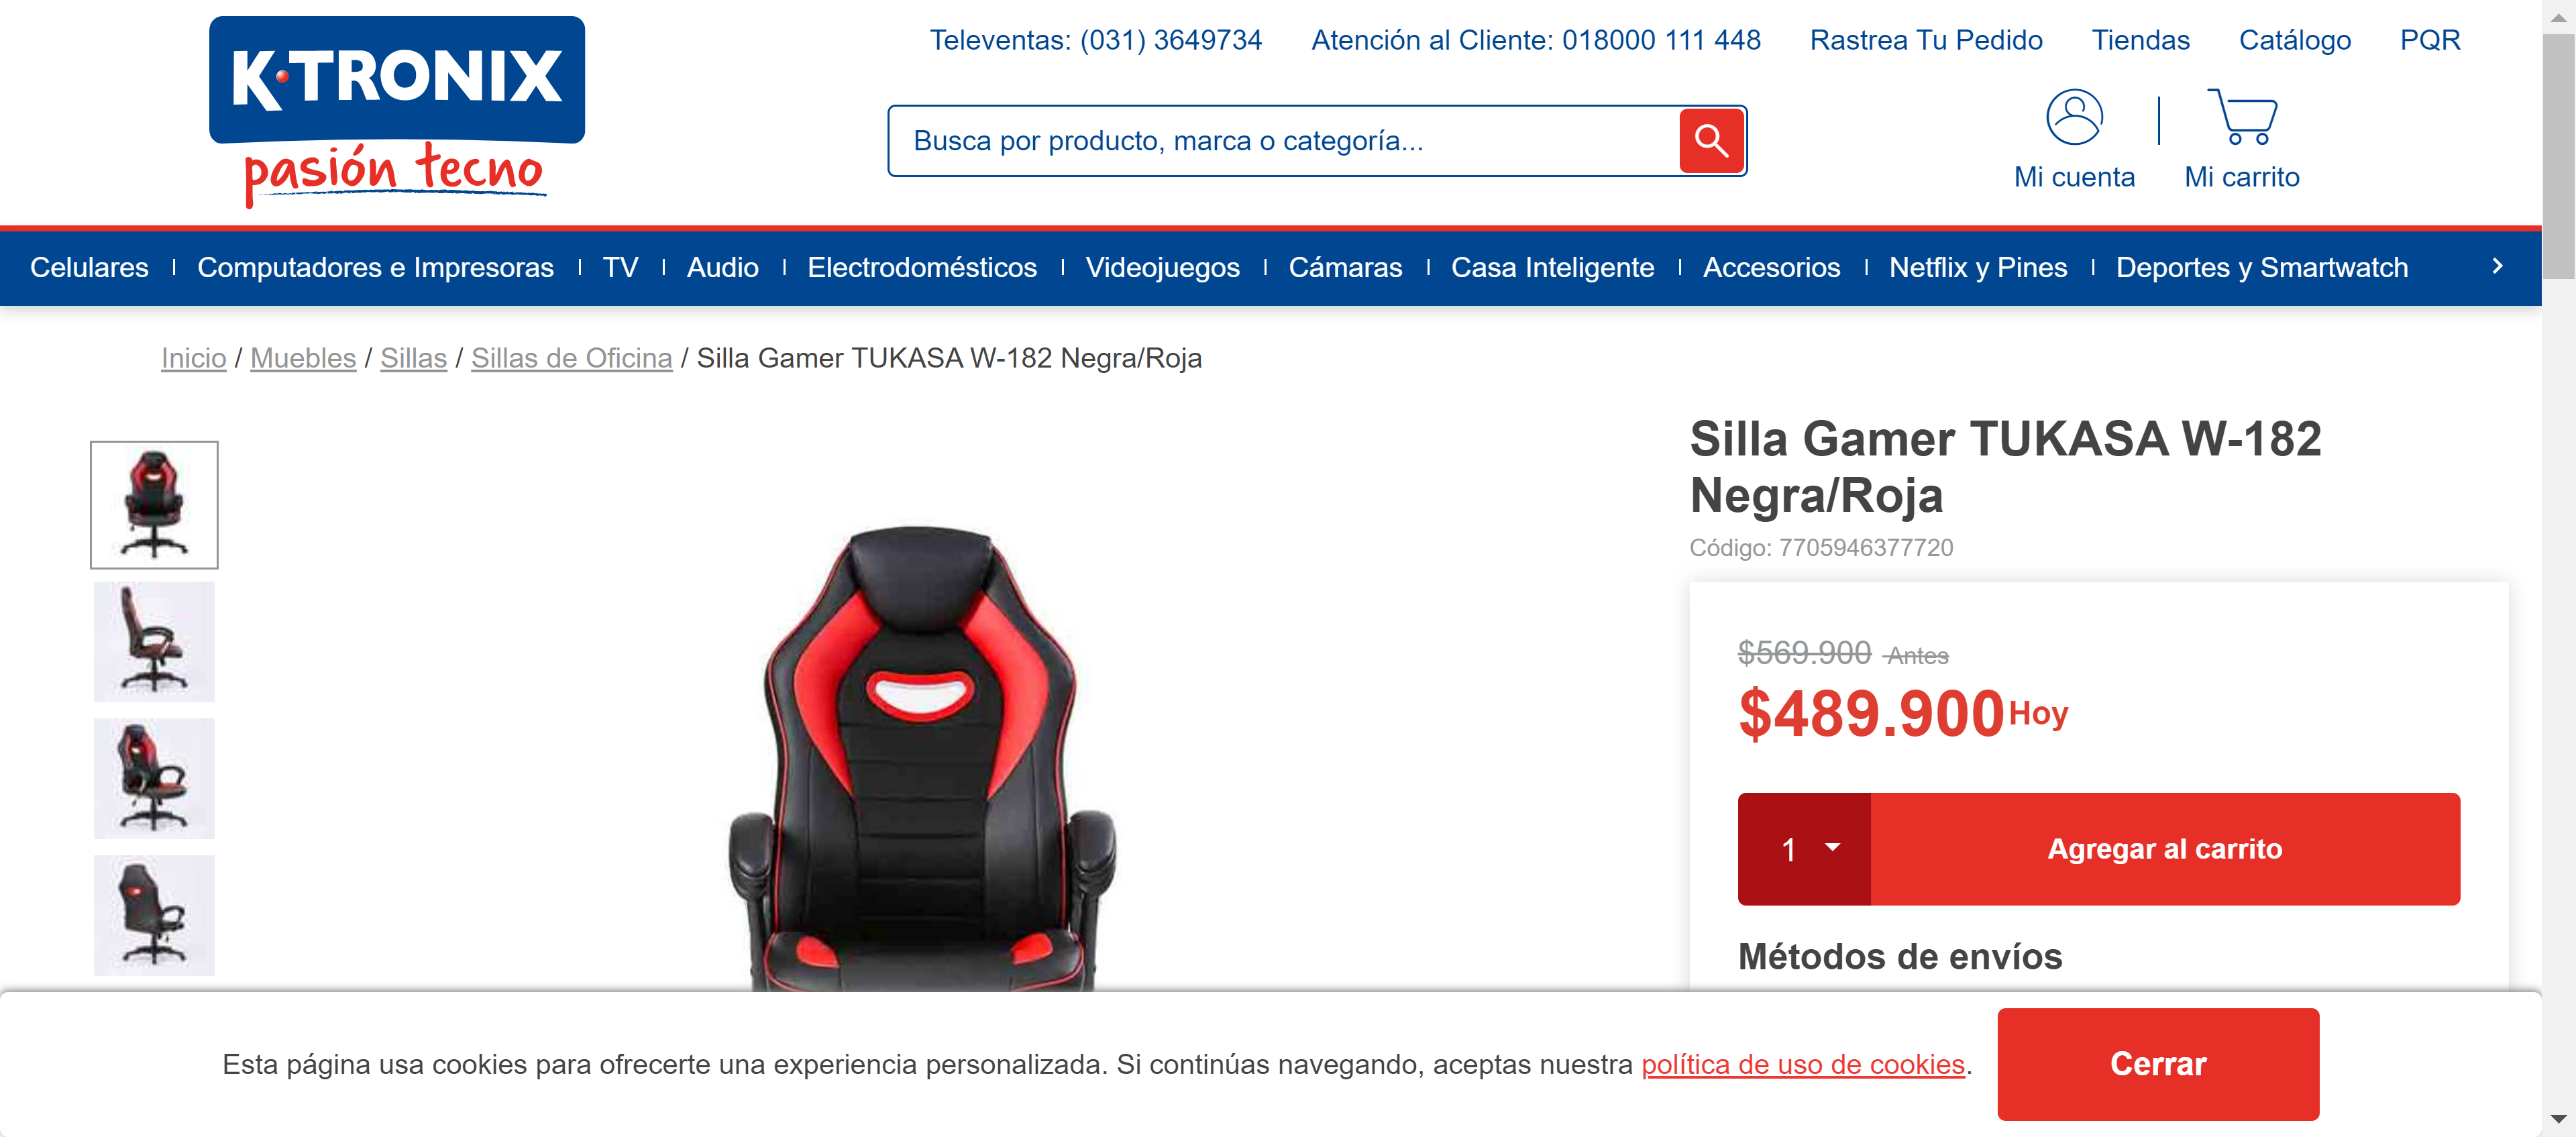 K·TRONIX
pasión tecno
Televentas: (031) 3649734 Atención al Cliente: 018000 111 448 Rastrea Tu Pedido Tiendas Catálogo PQR
Busca por producto, marca o categoría...
Mi cuenta Mi carrito
Celulares Computadores e Impresoras TV Audio Electrodomésticos Videojuegos Cámaras Casa Inteligente Accesorios Netflix y Pines Deportes y Smartwatch
Inicio / Muebles / Sillas / Sillas de Oficina / Silla Gamer TUKASA W-182 Negra/Roja
Silla Gamer TUKASA W-182
Negra/Roja
Código: 7705946377720
$569.900 Antes
$489.900 Hoy
1 Agregar al carrito
Métodos de envíos
Esta página usa cookies para ofrecerte una experiencia personalizada. Si continúas navegando, aceptas nuestra política de uso de cookies. Cerrar